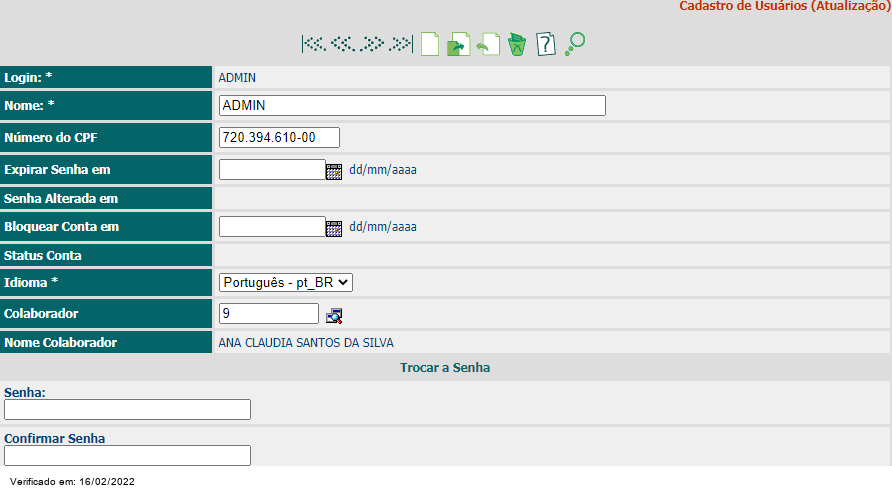 Cadastro de Usuários (Atualização)
Login: * ADMIN
Nome: * ADMIN
Número do CPF 720.394.610-00
Expirar Senha em dd/mm/aaaa
Senha Alterada em
Bloquear Conta em dd/mm/aaaa
Status Conta
Idioma * Português - pt_BR
Colaborador 9
Nome Colaborador ANA CLAUDIA SANTOS DA SILVA
Trocar a Senha
Senha:
Confirmar Senha
Verificado em: 16/02/2022